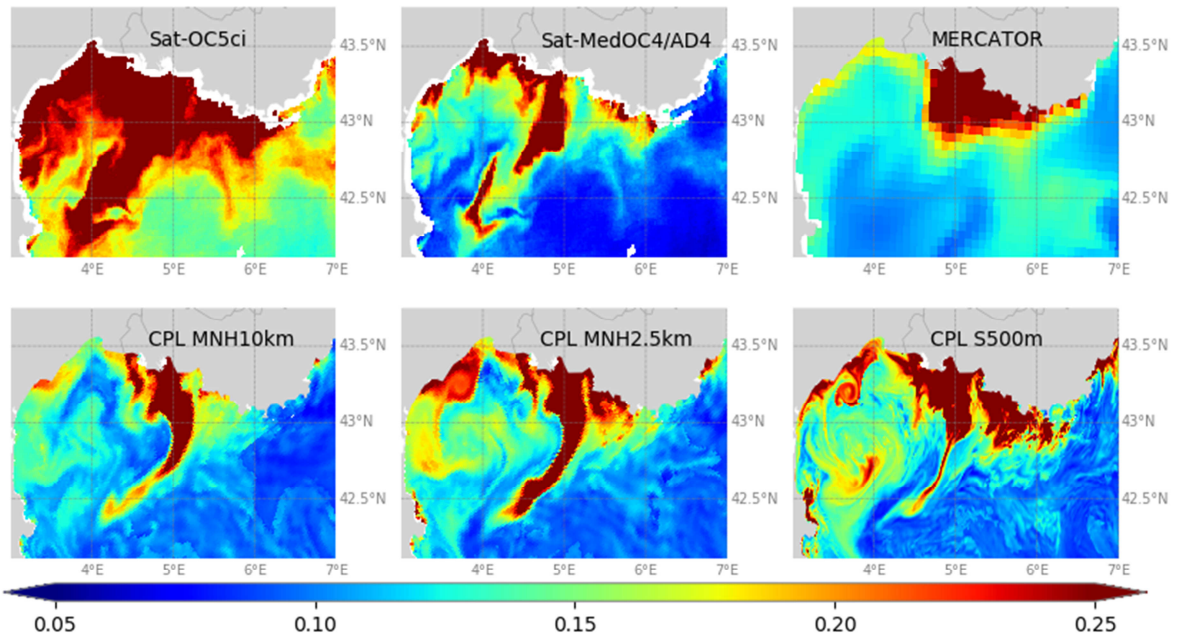 Sat-OC5ci
Sat-MedOC4/AD4
MERCATOR
43.5°N
43.5°N
43.5°N
43°N
43°N
43°N
42.5°N
42.5°N
42.5°N
4°E 5°E 6°E 7°E
4°E 5°E 6°E 7°E
4°E 5°E 6°E 7°E
CPL MNH10km
CPL MNH2.5km
CPL S500m
43.5°N
43.5°N
43.5°N
43°N
43°N
43°N
42.5°N
42.5°N
42.5°N
4°E 5°E 6°E 7°E
4°E 5°E 6°E 7°E
4°E 5°E 6°E 7°E
0.05 0.10 0.15 0.20 0.25